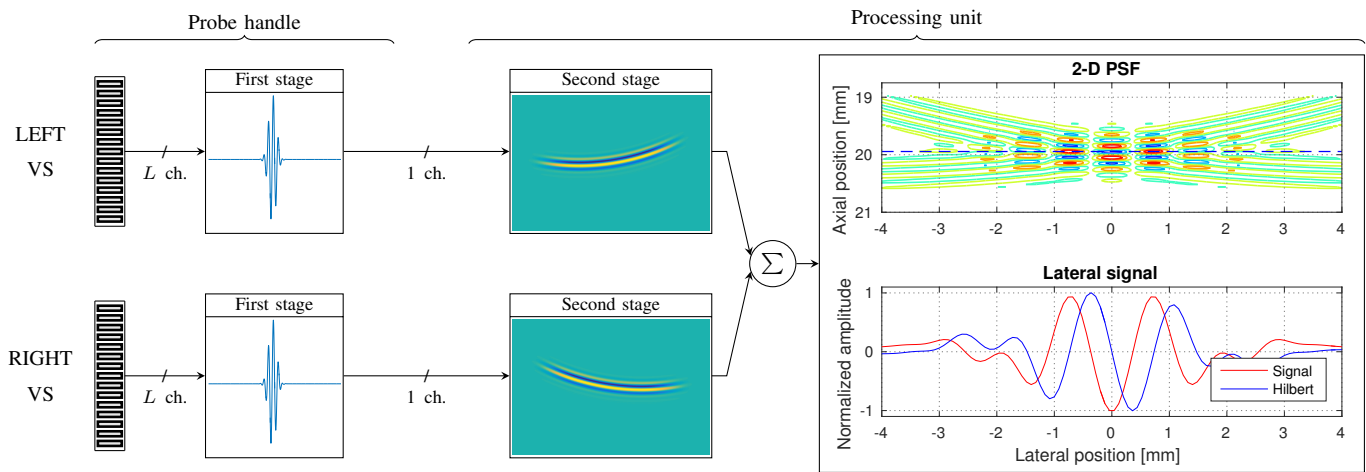 Probe handle
Processing unit
LEFT
VS
L ch.
First stage
1 ch.
Second stage
RIGHT
VS
L ch.
First stage
1 ch.
Second stage
∑
2-D PSF
Axial position [mm]
19
20
21
-4 -3 -2 -1 0 1 2 3 4
Lateral signal
Normalized amplitude
1
0
-1
Signal
Hilbert
-4 -3 -2 -1 0 1 2 3 4
Lateral position [mm]